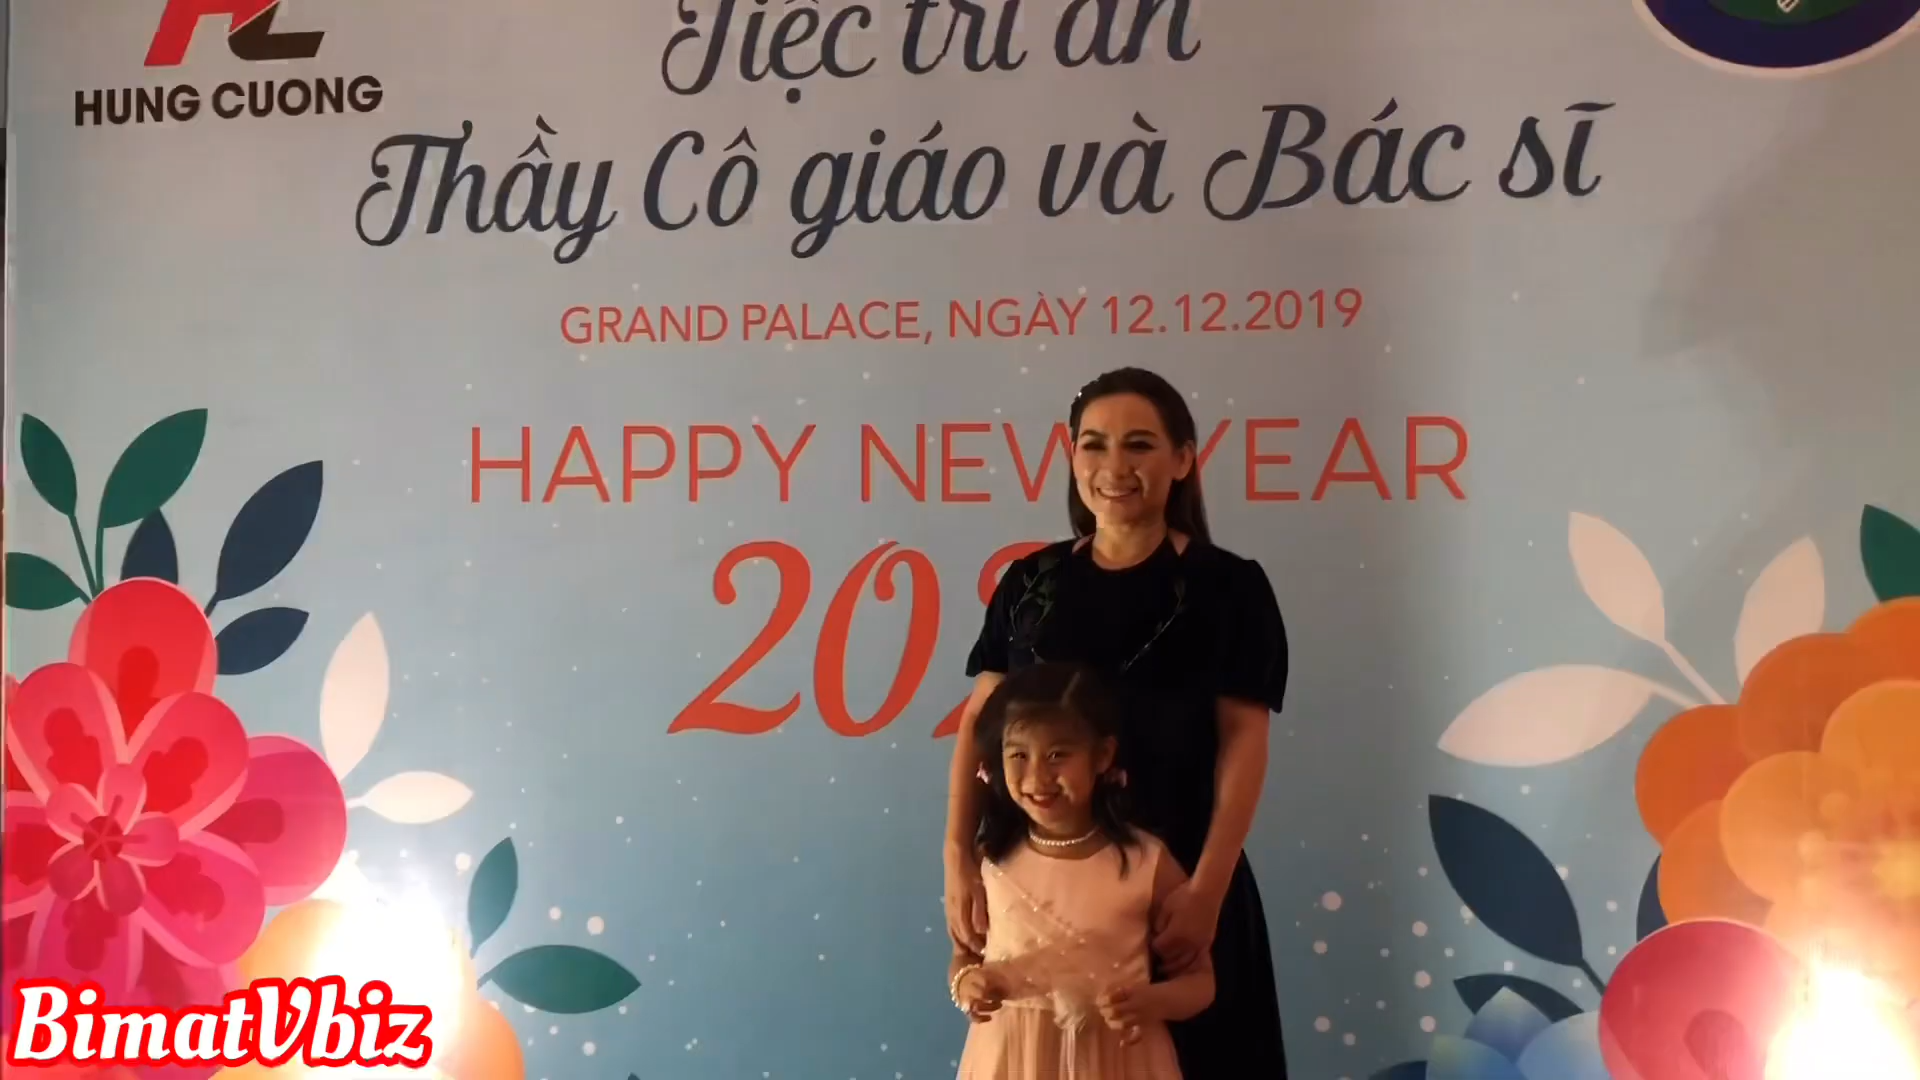 HUNG CUONG
Tiệc tri ân
Thầy Cô giáo và Bác sĩ
GRAND PALACE, NGÀY 12.12.2019
HAPPY NEW YEAR
202
BimatVbiz